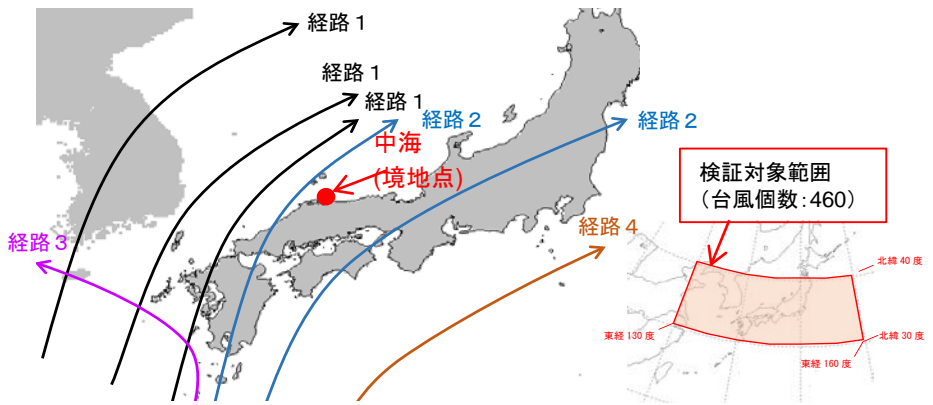 経路１
経路１
経路１
経路２
経路２
中海
(境地点)
検証対象範囲
（台風個数：460）
経路３
経路４
北緯 40 度
東経 130 度
北緯 30 度
東経 160 度